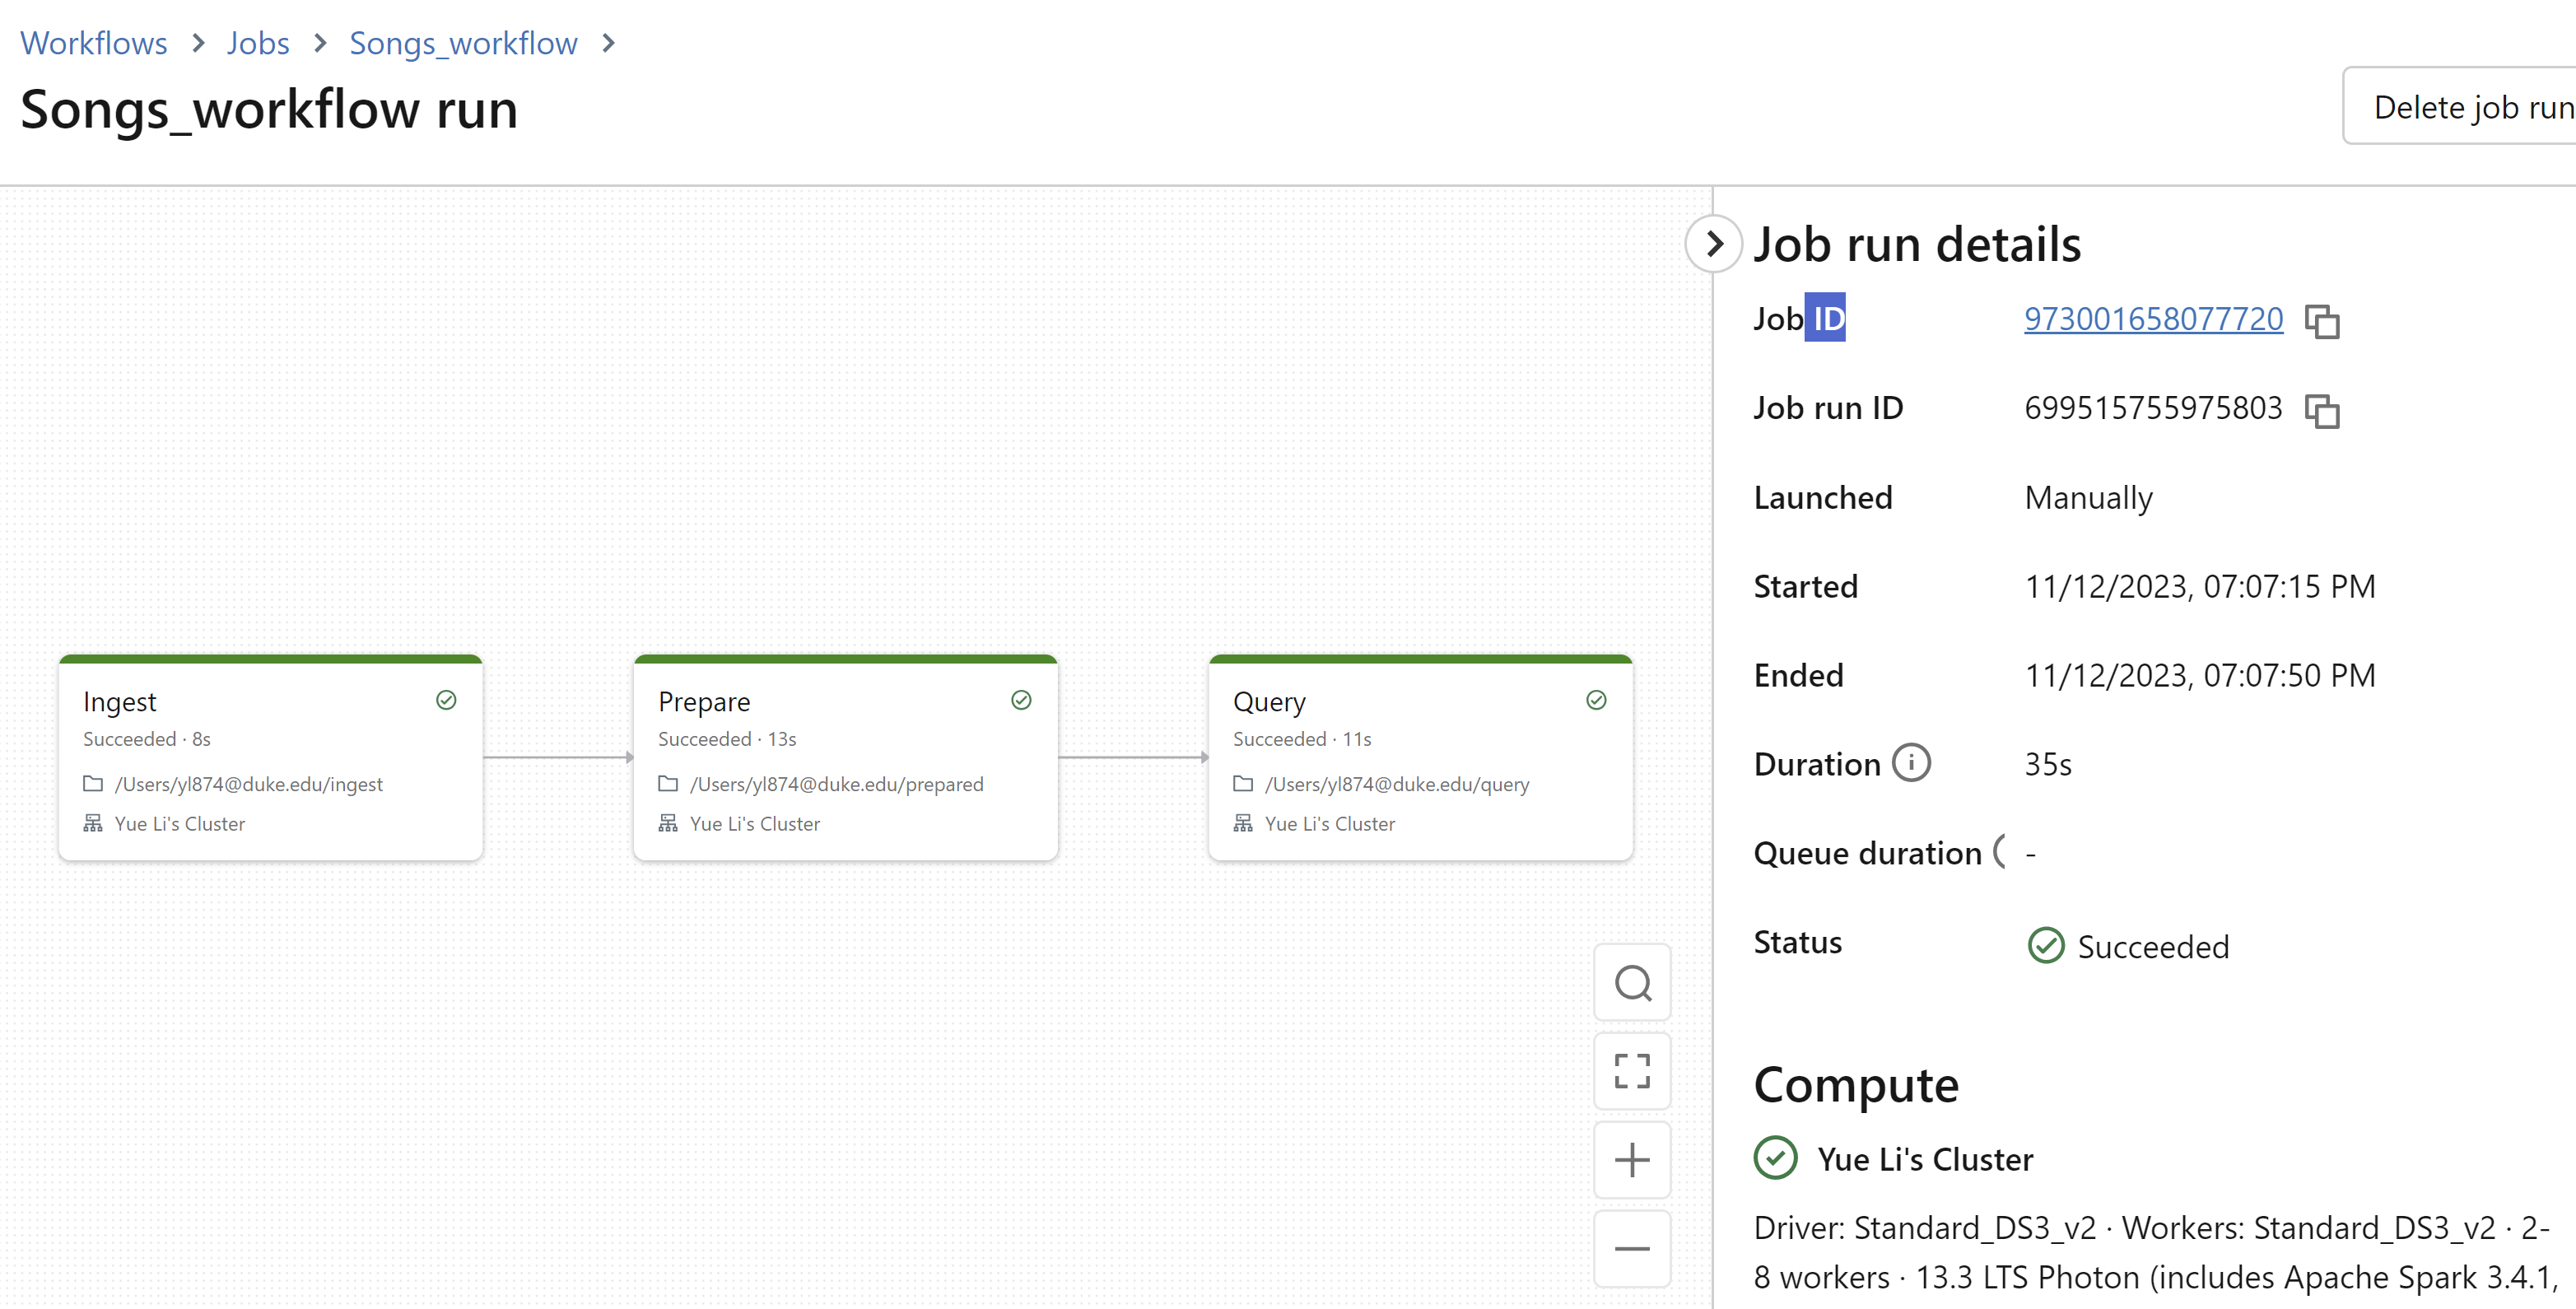 Workflows > Jobs > Songs_workflow >
Songs_workflow run
Delete job run
Ingest
Succeeded · 8s
/Users/yl874@duke.edu/ingest
Yue Li's Cluster
Prepare
Succeeded · 13s
/Users/yl874@duke.edu/prepared
Yue Li's Cluster
Query
Succeeded · 11s
/Users/yl874@duke.edu/query
Yue Li's Cluster
Job run details
Job ID 973001658077720
Job run ID 699515755975803
Launched Manually
Started 11/12/2023, 07:07:15 PM
Ended 11/12/2023, 07:07:50 PM
Duration 35s
Queue duration -
Status Succeeded
Compute
Yue Li's Cluster
Driver: Standard_DS3_v2 · Workers: Standard_DS3_v2 · 2-
8 workers · 13.3 LTS Photon (includes Apache Spark 3.4.1,